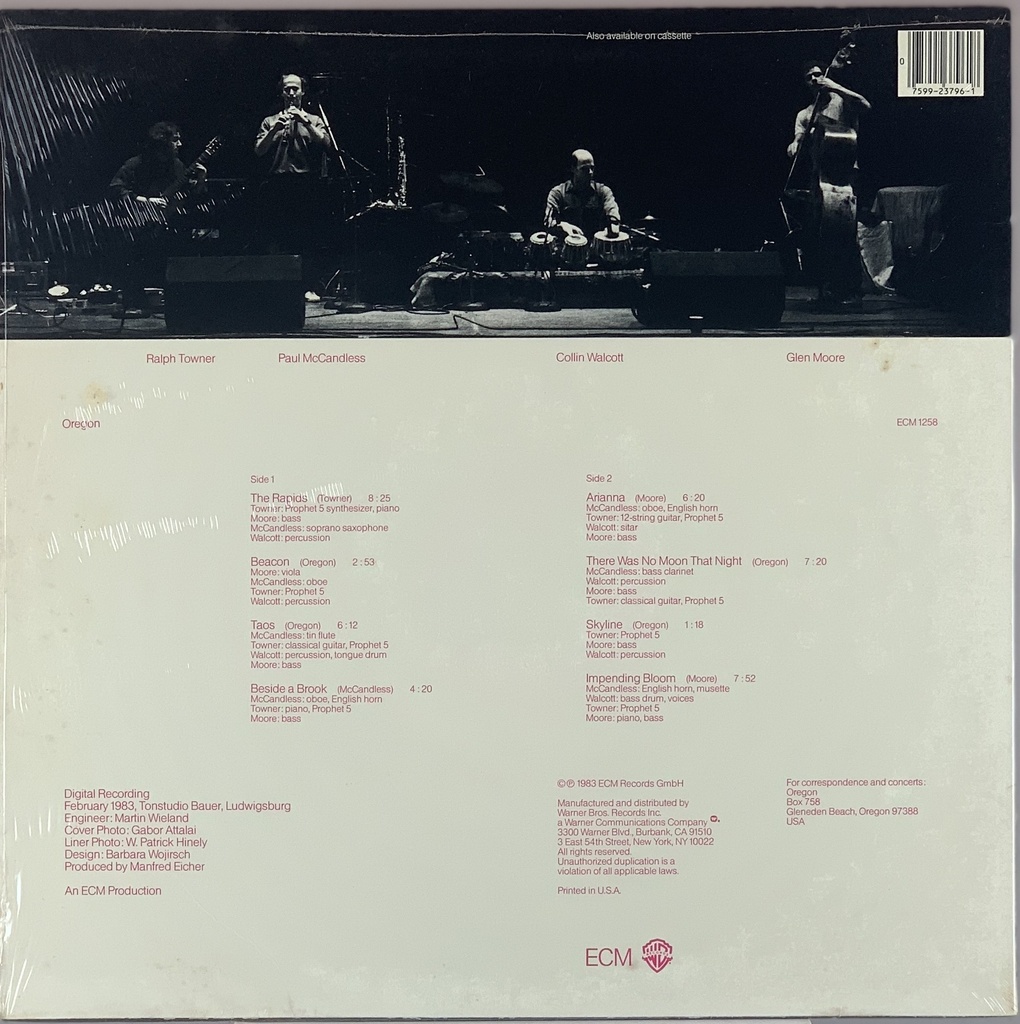 Also available on cassette
0
7599-23796-1
Ralph Towner
Paul McCandless
Collin Walcott
Glen Moore
Oregon
ECM 1258
Side 1
The Rapids (Towner) 8:25
Towner: Prophet 5 synthesizer, piano
Moore: bass
McCandless: soprano saxophone
Walcott: percussion
Beacon (Oregon) 2:53
Moore: viola
McCandless: oboe
Towner: Prophet 5
Walcott: percussion
Taos (Oregon) 6:12
McCandless: tin flute
Towner: classical guitar, Prophet 5
Walcott: percussion, tongue drum
Moore: bass
Beside a Brook (McCandless) 4:20
McCandless: oboe, English horn
Towner: piano, Prophet 5
Moore: bass
Side 2
Arianna (Moore) 6:20
McCandless: oboe, English horn
Towner: 12-string guitar, Prophet 5
Walcott: sitar
Moore: bass
There Was No Moon That Night (Oregon) 7:20
McCandless: bass clarinet
Walcott: percussion
Moore: bass
Towner: classical guitar, Prophet 5
Skyline (Oregon) 1:18
Towner: Prophet 5
Moore: bass
Walcott: percussion
Impending Bloom (Moore) 7:52
McCandless: English horn, musette
Walcott: bass drum, voices
Towner: Prophet 5
Moore: piano, bass
Digital Recording
February 1983, Tonstudio Bauer, Ludwigsburg
Engineer: Martin Wieland
Cover Photo: Gabor Attalai
Liner Photo: W. Patrick Hinely
Design: Barbara Wojirsch
Produced by Manfred Eicher
An ECM Production
©℗ 1983 ECM Records GmbH
Manufactured and distributed by
Warner Bros. Records Inc.
a Warner Communications Company
3300 Warner Blvd., Burbank, CA 91510
3 East 54th Street, New York, NY 10022
All rights reserved.
Unauthorized duplication is a
violation of all applicable laws.
Printed in U.S.A.
For correspondence and concerts:
Oregon
Box 758
Gleneden Beach, Oregon 97388
USA
ECM